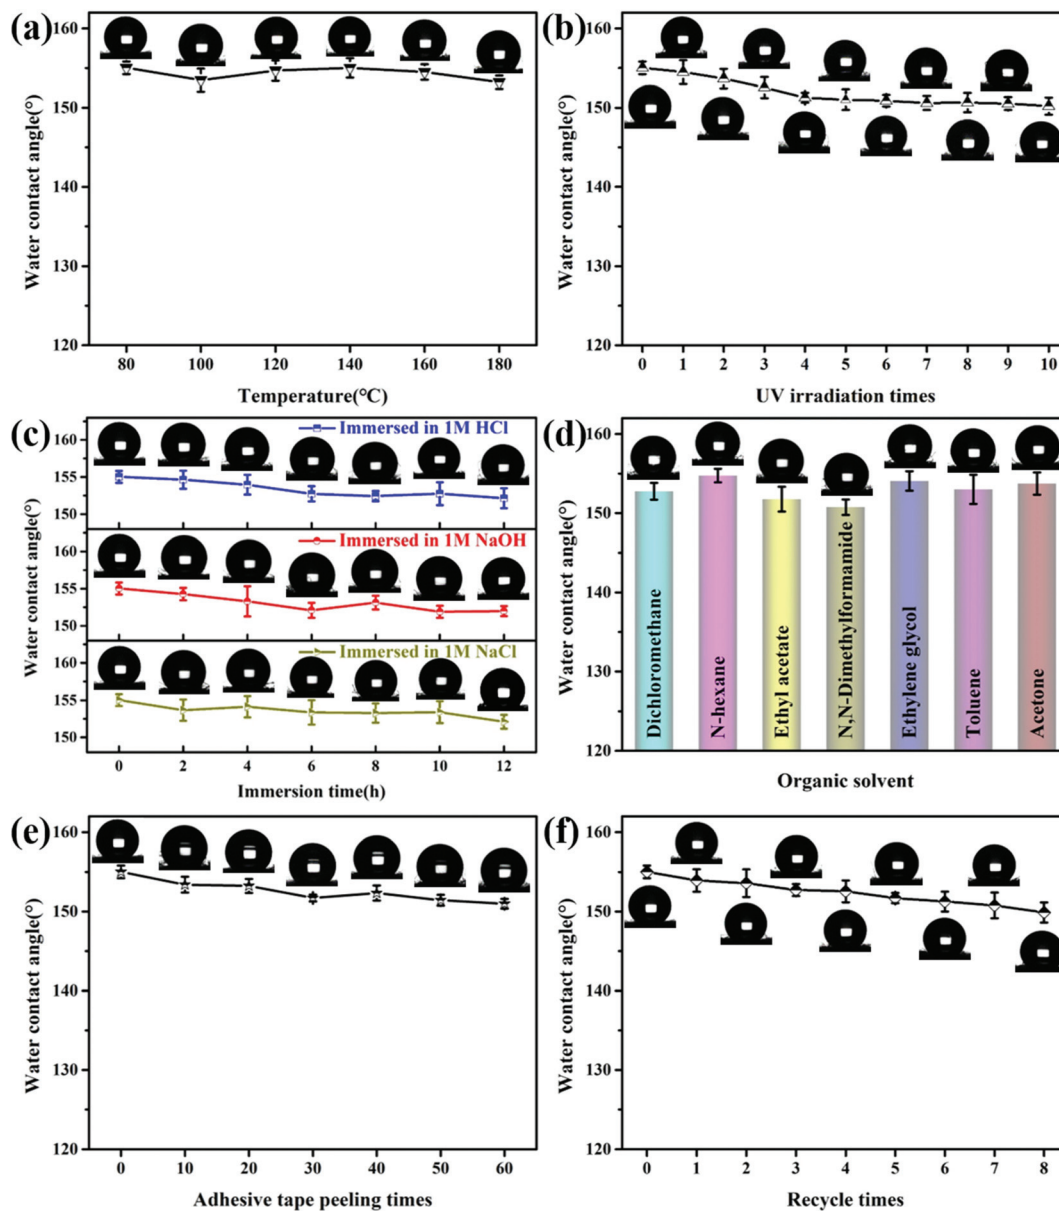 (a)
160
150
140
130
120
Water contact angle(°)
80 100 120 140 160 180
Temperature(°C)
(b)
160
150
140
130
120
Water contact angle(°)
0 1 2 3 4 5 6 7 8 9 10
UV irradiation times
(c)
Immersed in 1M HCl
160
155
150
Immersed in 1M NaOH
160
155
150
Immersed in 1M NaCl
160
155
150
Water contact angle(°)
0 2 4 6 8 10 12
Immersion time(h)
(d)
160
150
140
130
120
Water contact angle(°)
Dichloromethane
N-hexane
Ethyl acetate
N,N-Dimethylformamide
Ethylene glycol
Toluene
Acetone
Organic solvent
(e)
160
150
140
130
120
Water contact angle(°)
0 10 20 30 40 50 60
Adhesive tape peeling times
(f)
160
150
140
130
120
Water contact angle(°)
0 1 2 3 4 5 6 7 8
Recycle times